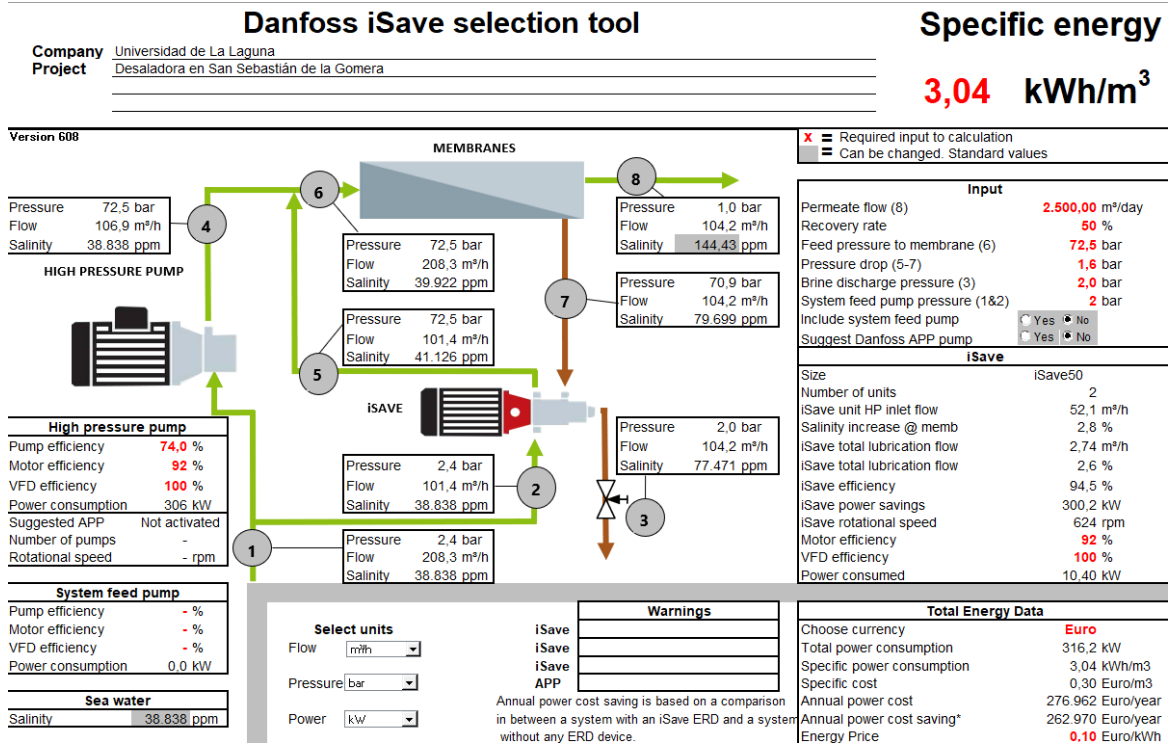 Danfoss iSave selection tool
Specific energy
Company Universidad de La Laguna
Project Desaladora en San Sebastián de la Gomera
3,04 kWh/m³
Version 608
x = Required input to calculation
= Can be changed. Standard values
MEMBRANES
6
8
4
Pressure 72,5 bar
Flow 106,9 m³/h
Salinity 38.838 ppm
HIGH PRESSURE PUMP
Pressure 72,5 bar
Flow 208,3 m³/h
Salinity 39.922 ppm
Pressure 1,0 bar
Flow 104,2 m³/h
Salinity 144,43 ppm
7
Pressure 70,9 bar
Flow 104,2 m³/h
Salinity 79.699 ppm
Pressure 72,5 bar
Flow 101,4 m³/h
Salinity 41.126 ppm
5
iSAVE
Pressure 2,0 bar
Flow 104,2 m³/h
Salinity 77.471 ppm
3
Pressure 2,4 bar
Flow 101,4 m³/h
Salinity 38.838 ppm
2
1
Pressure 2,4 bar
Flow 208,3 m³/h
Salinity 38.838 ppm
Input
Permeate flow (8) 2.500,00 m³/day
Recovery rate 50 %
Feed pressure to membrane (6) 72,5 bar
Pressure drop (5-7) 1,6 bar
Brine discharge pressure (3) 2,0 bar
System feed pump pressure (1&2) 2 bar
Include system feed pump Yes No
Suggest Danfoss APP pump Yes No
iSave
Size iSave50
Number of units 2
iSave unit HP inlet flow 52,1 m³/h
Salinity increase @ memb 2,8 %
iSave total lubrication flow 2,74 m³/h
iSave total lubrication flow 2,6 %
iSave efficiency 94,5 %
iSave power savings 300,2 kW
iSave rotational speed 624 rpm
Motor efficiency 92 %
VFD efficiency 100 %
Power consumed 10,40 kW
High pressure pump
Pump efficiency 74,0 %
Motor efficiency 92 %
VFD efficiency 100 %
Power consumption 306 kW
Suggested APP Not activated
Number of pumps -
Rotational speed - rpm
System feed pump
Pump efficiency - %
Motor efficiency - %
VFD efficiency - %
Power consumption 0,0 kW
Sea water
Salinity 38.838 ppm
Select units
Flow m³/h
Pressure bar
Power kW
Warnings
iSave
iSave
iSave
APP
Annual power cost saving is based on a comparison
in between a system with an iSave ERD and a system
without any ERD device.
Total Energy Data
Choose currency Euro
Total power consumption 316,2 kW
Specific power consumption 3,04 kWh/m3
Specific cost 0,30 Euro/m3
Annual power cost 276.962 Euro/year
Annual power cost saving* 262.970 Euro/year
Energy Price 0,10 Euro/kWh